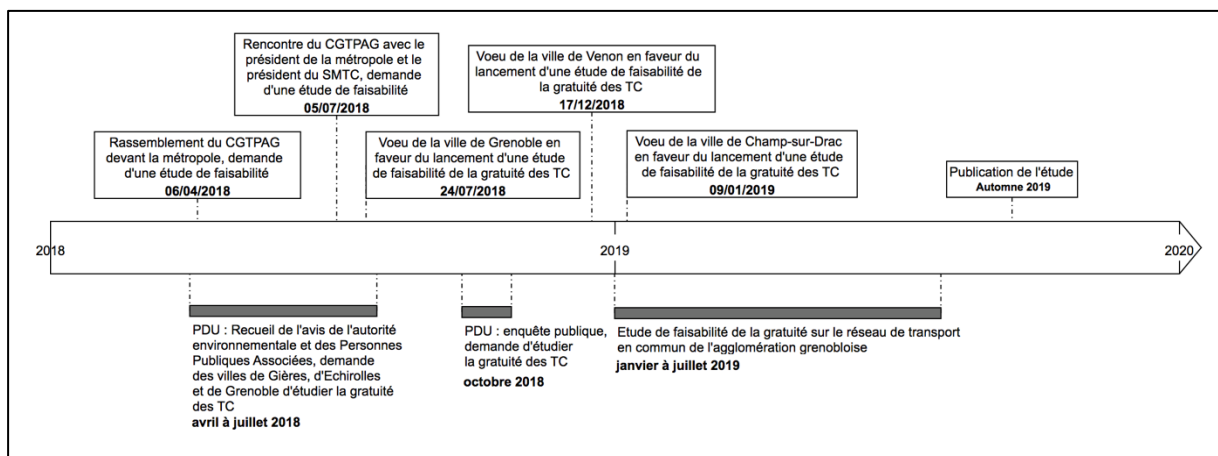 Rencontre du CGTPAG avec le
président de la métropole et le
président du SMTC, demande
d'une étude de faisabilité
05/07/2018
Voeu de la ville de Venon en faveur du
lancement d'une étude de faisabilité de
la gratuité des TC
17/12/2018
Rassemblement du CGTPAG
devant la métropole, demande
d'une étude de faisabilité
06/04/2018
Voeu de la ville de Grenoble en
faveur du lancement d'une étude
de faisabilité de la gratuité des TC
24/07/2018
Voeu de la ville de Champ-sur-Drac
en faveur du lancement d'une étude
de faisabilité de la gratuité des TC
09/01/2019
Publication de l'étude
Automne 2019
2018
2019
2020
PDU : Recueil de l'avis de l'autorité
environnementale et des Personnes
Publiques Associées, demande
des villes de Gières, d'Echirolles
et de Grenoble d'étudier la gratuité
des TC
avril à juillet 2018
PDU : enquête publique,
demande d'étudier
la gratuité des TC
octobre 2018
Etude de faisabilité de la gratuité sur le réseau de transport
en commun de l'agglomération grenobloise
janvier à juillet 2019